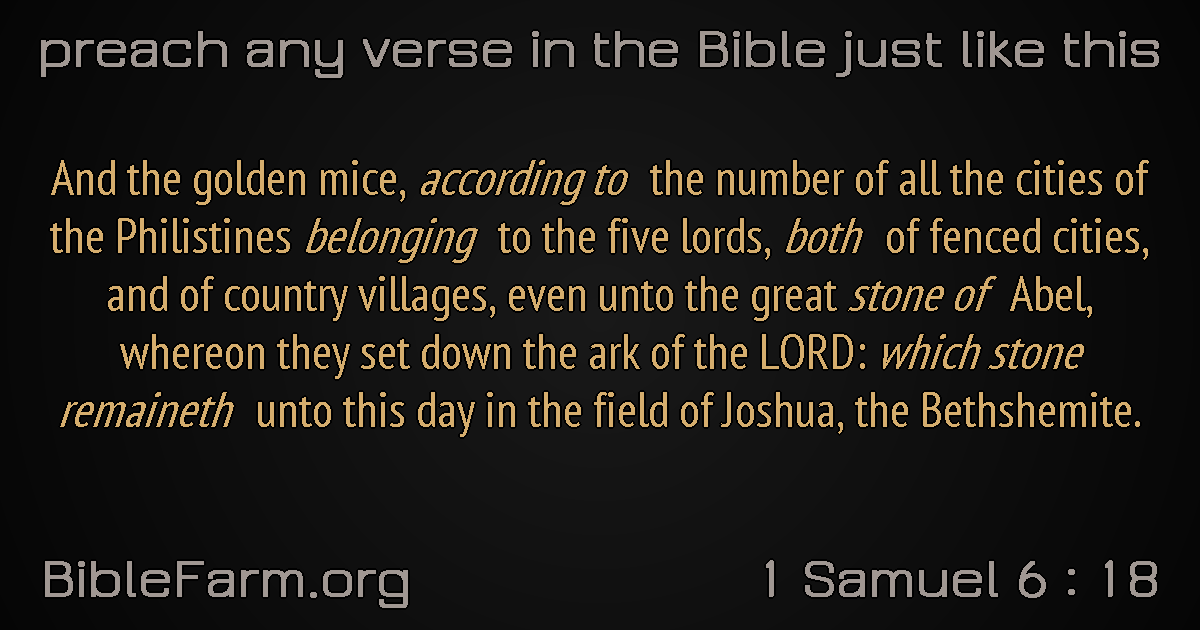 preach any verse in the Bible just like this
And the golden mice, according to the number of all the cities of
the Philistines belonging to the five lords, both of fenced cities,
and of country villages, even unto the great stone of Abel,
whereon they set down the ark of the LORD: which stone
remaineth unto this day in the field of Joshua, the Bethshemite.
BibleFarm.org
1 Samuel 6 : 18